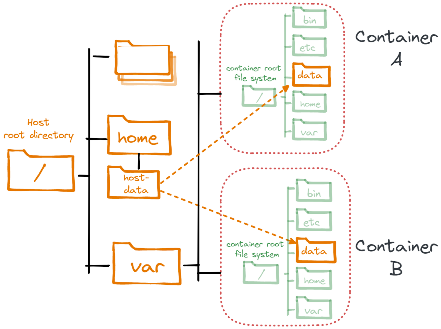 Host
root directory
/
home
host-
data
var
container root
file system
/
bin
etc
data
home
var
Container
A
container root
file system
/
bin
etc
data
home
var
Container
B